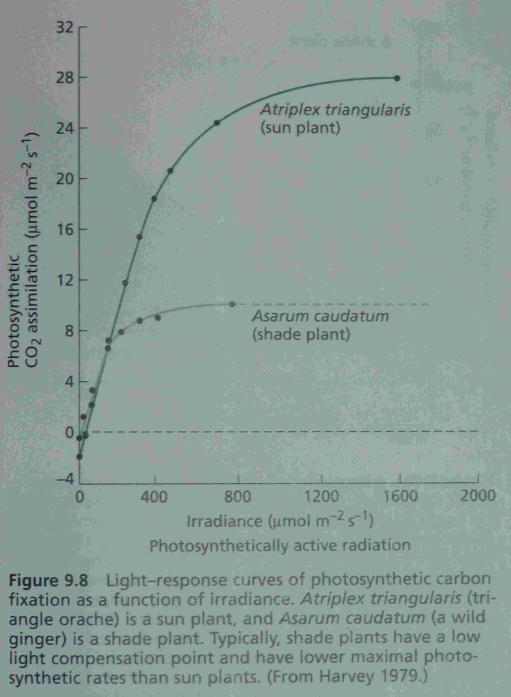 32
28
24
20
16
12
8
4
0
−4
Photosynthetic
CO2 assimilation (μmol m−2 s−1)
Atriplex triangularis
(sun plant)
Asarum caudatum
(shade plant)
0 400 800 1200 1600 2000
Irradiance (μmol m−2 s−1)
Photosynthetically active radiation
Figure 9.8 Light–response curves of photosynthetic carbon
fixation as a function of irradiance. Atriplex triangularis (tri-
angle orache) is a sun plant, and Asarum caudatum (a wild
ginger) is a shade plant. Typically, shade plants have a low
light compensation point and have lower maximal photo-
synthetic rates than sun plants. (From Harvey 1979.)